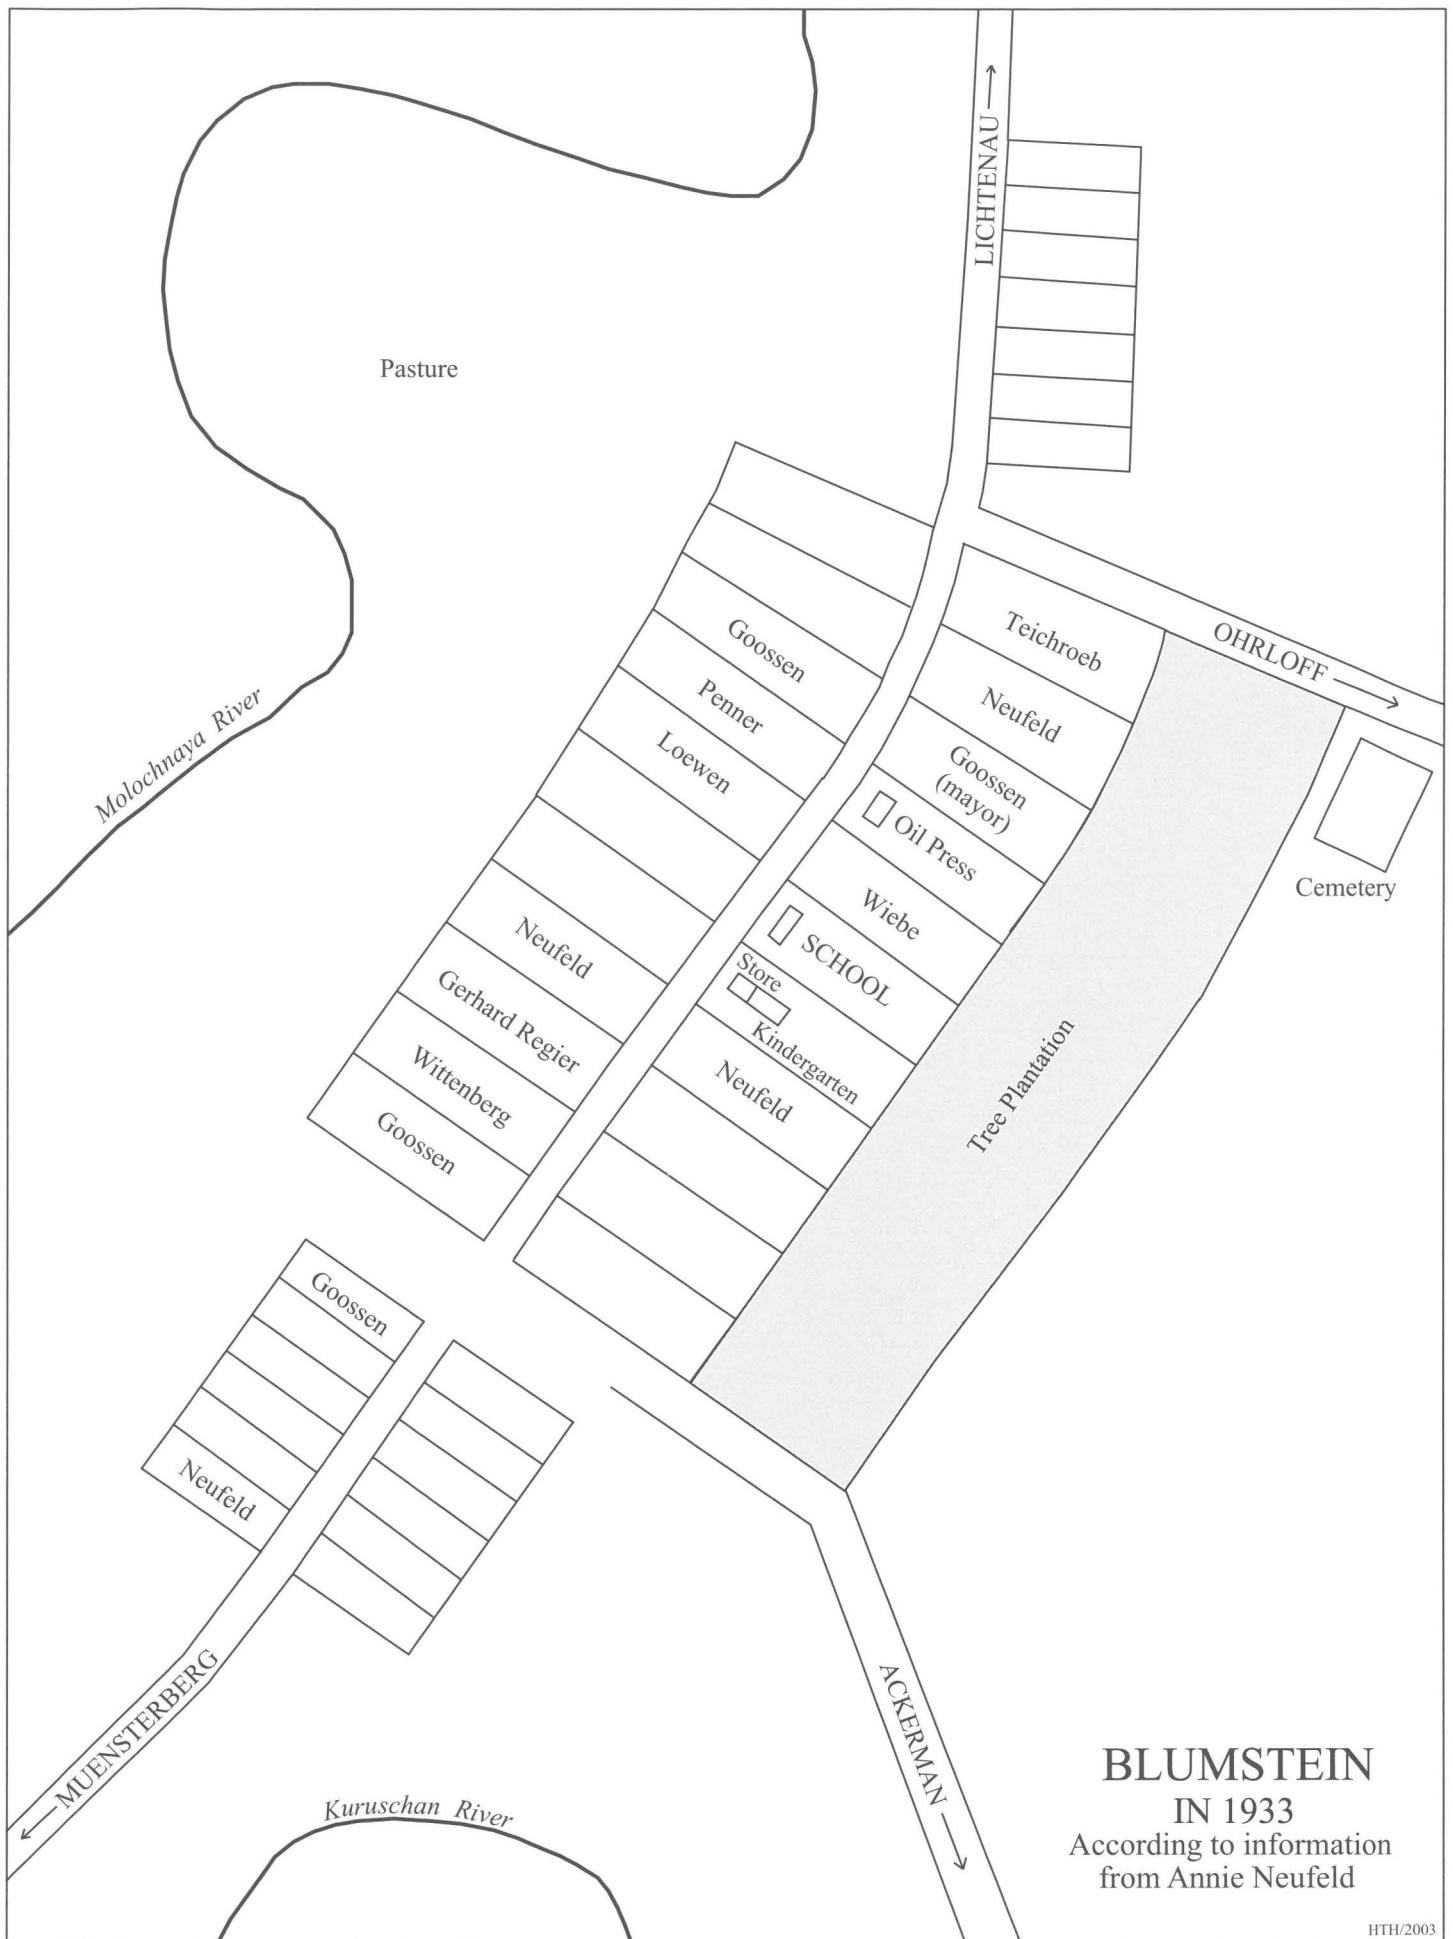 LICHTENAU
Pasture
OHRLOFF
Molochnaya River
Goossen
Penner
Loewen
Neufeld
Gerhard Regier
Wittenberg
Goossen
Teichroeb
Neufeld
Goossen
(mayor)
Oil Press
Wiebe
SCHOOL
Store
Kindergarten
Neufeld
Tree Plantation
Cemetery
Goossen
Neufeld
MUENSTERBERG
ACKERMAN
Kuruschan River
BLUMSTEIN
IN 1933
According to information
from Annie Neufeld
HTH/2003